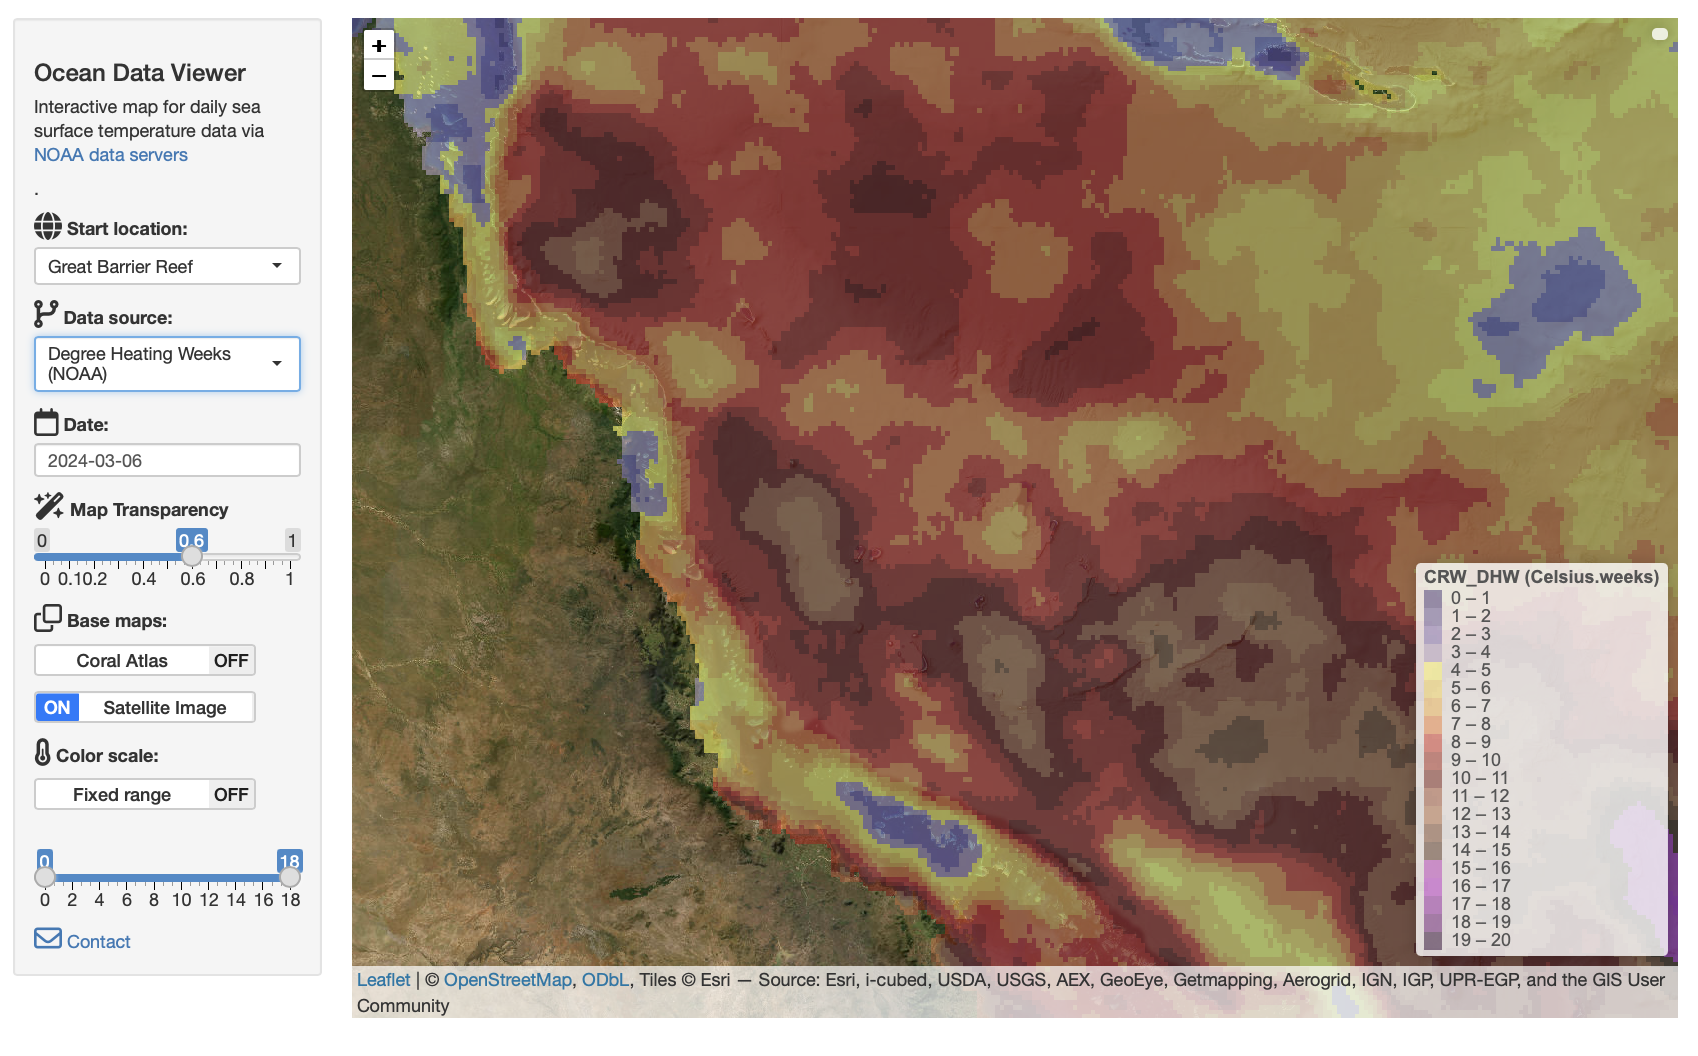 Ocean Data Viewer
Interactive map for daily sea
surface temperature data via
NOAA data servers
.
Start location:
Great Barrier Reef
Data source:
Degree Heating Weeks
(NOAA)
Date:
2024-03-06
Map Transparency
0 0.6 1
0 0.1 0.2 0.4 0.6 0.8 1
Base maps:
Coral Atlas OFF
ON Satellite Image
Color scale:
Fixed range OFF
0 18
0 2 4 6 8 10 12 14 16 18
Contact
+
−
CRW_DHW (Celsius.weeks)
0 – 1
1 – 2
2 – 3
3 – 4
4 – 5
5 – 6
6 – 7
7 – 8
8 – 9
9 – 10
10 – 11
11 – 12
12 – 13
13 – 14
14 – 15
15 – 16
16 – 17
17 – 18
18 – 19
19 – 20
Leaflet | © OpenStreetMap, ODbL, Tiles © Esri — Source: Esri, i-cubed, USDA, USGS, AEX, GeoEye, Getmapping, Aerogrid, IGN, IGP, UPR-EGP, and the GIS User
Community